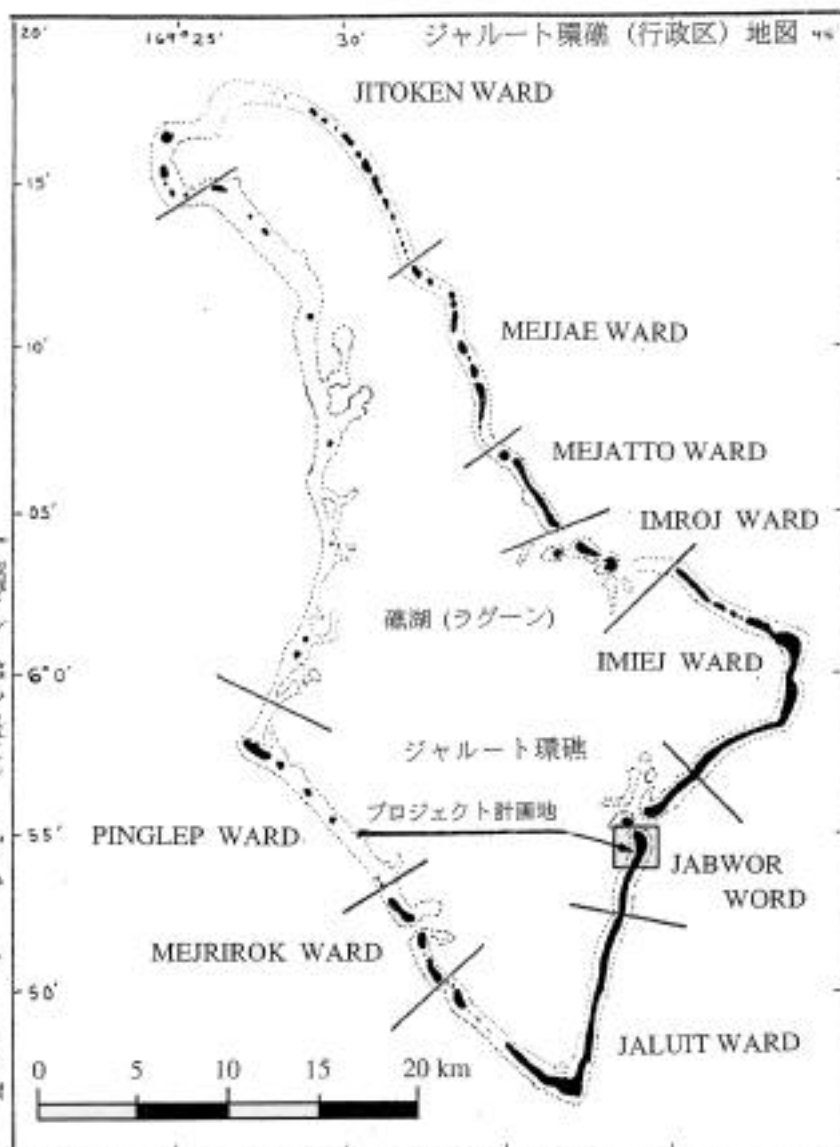 20'
169° 25'
30'
ジャルート環礁 (行政区) 地図
45'
JITOKEN WARD
15'
MEJJAE WARD
10'
MEJATTO WARD
05'
IMROJ WARD
礁湖 (ラグーン)
IMIEJ WARD
6° 0'
ジャルート環礁
プロジェクト計画地
55'
PINGLEP WARD
JABWOR
WORD
MEJRIROK WARD
50'
JALUIT WARD
0 5 10 15 20 km